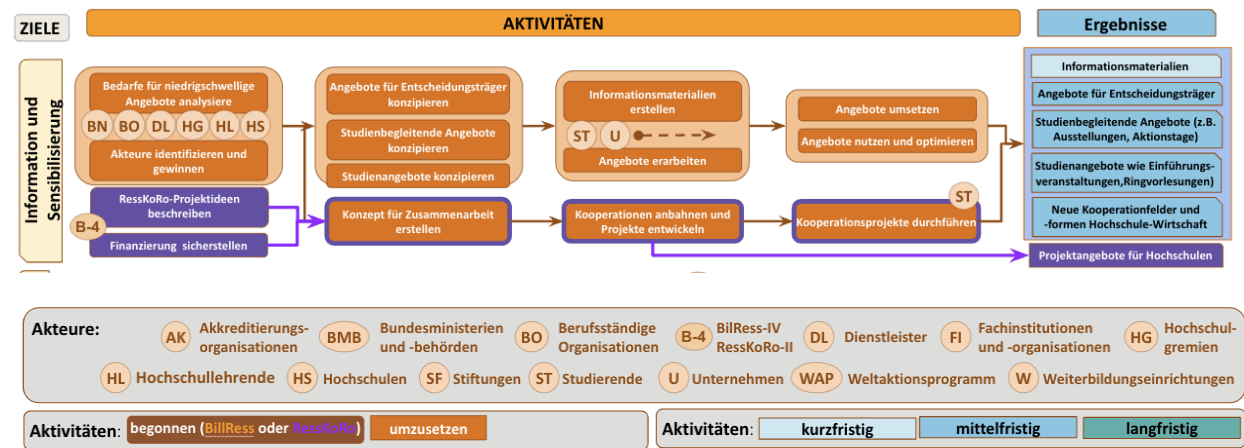 ZIELE
AKTIVITÄTEN
Ergebnisse
Information und
Sensibilisierung
Bedarfe für niedrigschwellige
Angebote analysiere
BN BO DL HG HL HS
Akteure identifizieren und
gewinnen
RessKoRo-Projektideen
beschreiben
B-4
Finanzierung sicherstellen
Angebote für Entscheidungsträger
konzipieren
Studienbegleitende Angebote
konzipieren
Studienangebote konzipieren
Konzept für Zusammenarbeit
erstellen
Informationsmaterialien
erstellen
ST U
Angebote erarbeiten
Kooperationen anbahnen und
Projekte entwickeln
Angebote umsetzen
Angebote nutzen und optimieren
ST
Kooperationsprojekte durchführen
Informationsmaterialien
Angebote für Entscheidungsträger
Studienbegleitende Angebote (z.B.
Ausstellungen, Aktionstage)
Studienangebote wie Einführungs-
veranstaltungen,Ringvorlesungen)
Neue Kooperationfelder und
-formen Hochschule-Wirtschaft
Projektangebote für Hochschulen
Akteure:
AK Akkreditierungs-
organisationen
BMB Bundesministerien
und -behörden
BO Berufsständige
Organisationen
B-4 BilRess-IV
RessKoRo-II
DL Dienstleister
FI Fachinstitutionen
und -organisationen
HG Hochschul-
gremien
HL Hochschullehrende HS Hochschulen SF Stiftungen ST Studierende U Unternehmen WAP Weltaktionsprogramm W Weiterbildungseinrichtungen
Aktivitäten: begonnen (BillRess oder RessKoRo) umzusetzen
Aktivitäten: kurzfristig mittelfristig langfristig